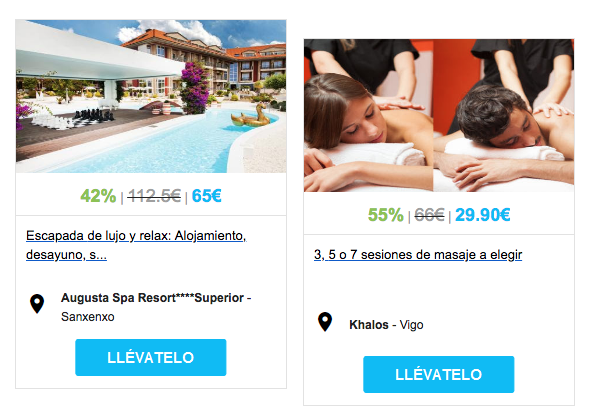 42% | 112.5€ | 65€
Escapada de lujo y relax: Alojamiento,
desayuno, s...
Augusta Spa Resort****Superior -
Sanxenxo
LLÉVATELO
55% | 66€ | 29.90€
3, 5 o 7 sesiones de masaje a elegir
Khalos - Vigo
LLÉVATELO